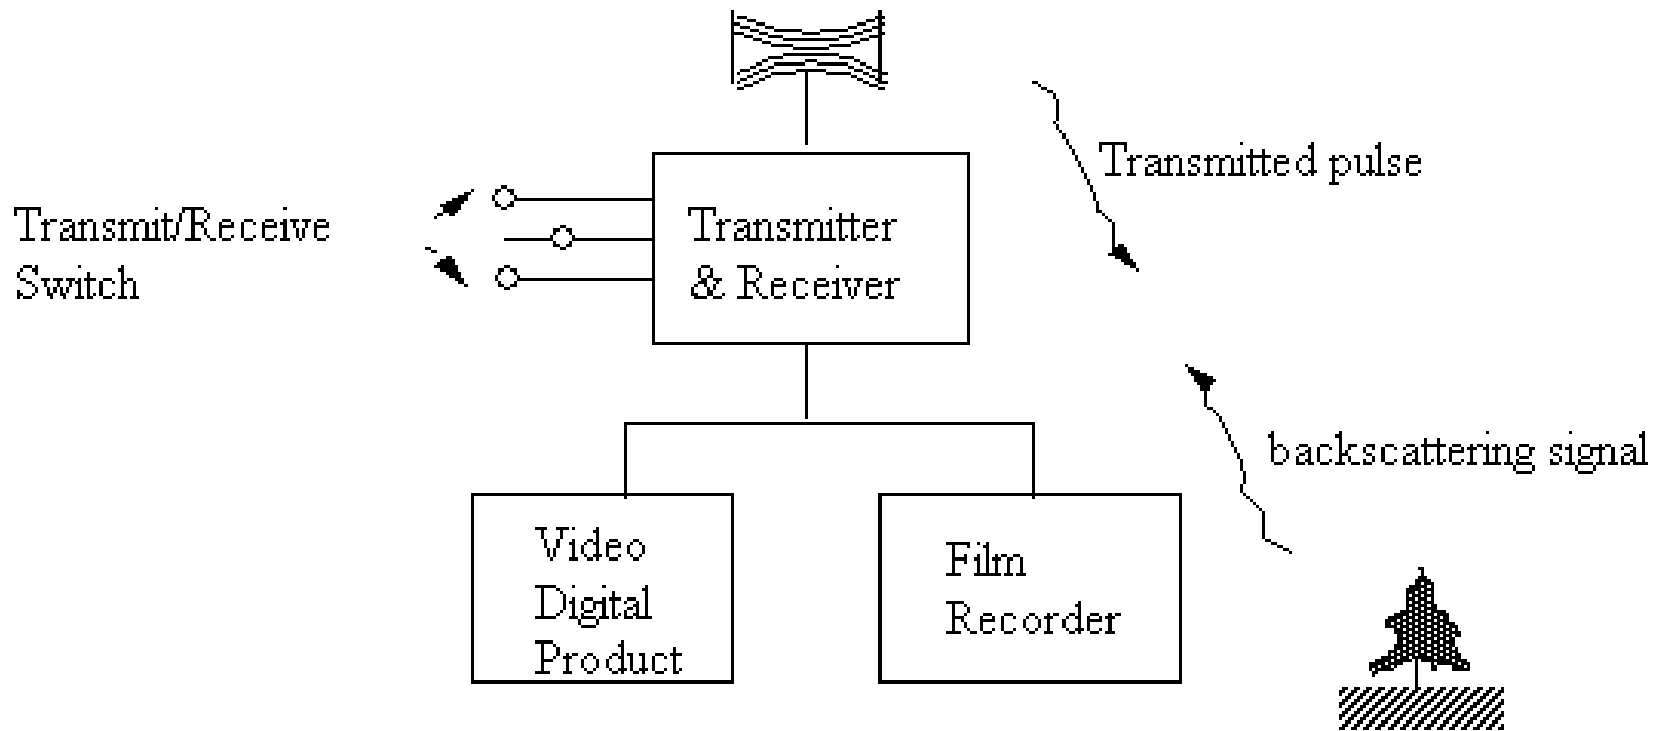 Transmitted pulse
Transmit/Receive
Switch
Transmitter
& Receiver
backscattering signal
Video
Digital
Product
Film
Recorder